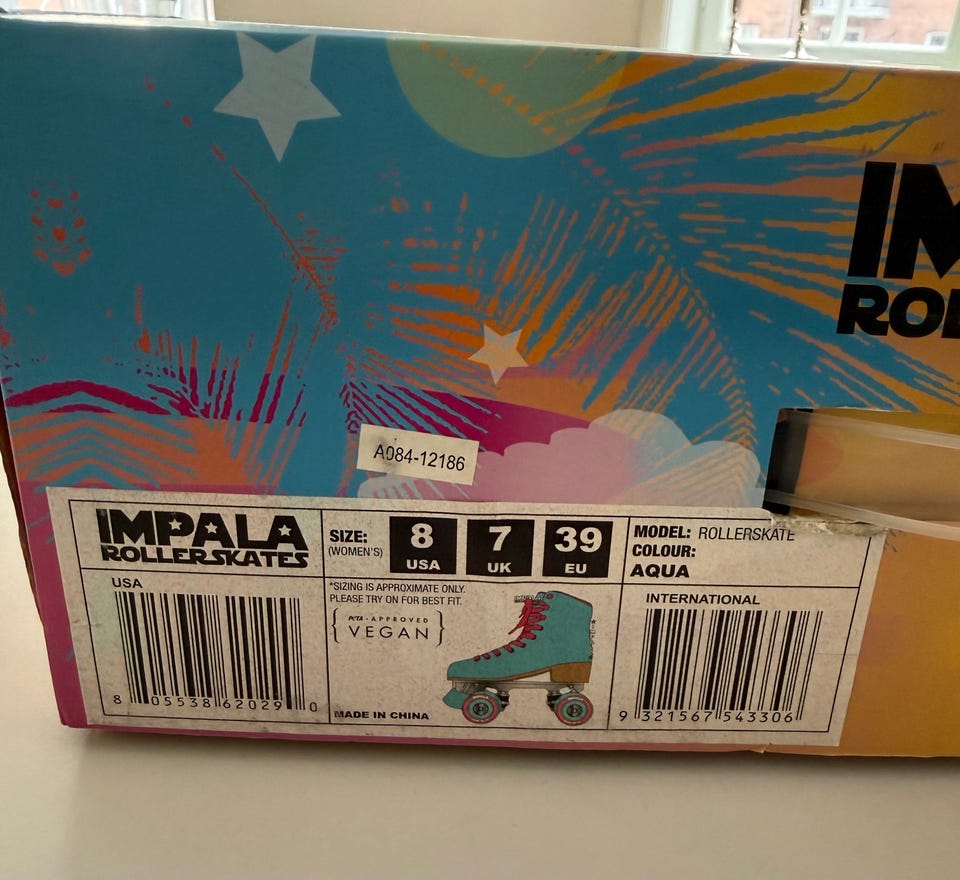 IM
ROL
A084-12186
IMPALA
ROLLERSKATES
SIZE:
(WOMEN'S)
8
USA
7
UK
39
EU
MODEL: ROLLERSKATE
COLOUR:
AQUA
USA
8 05538 62029 0
*SIZING IS APPROXIMATE ONLY.
PLEASE TRY ON FOR BEST FIT.
PETA - APPROVED
VEGAN
MADE IN CHINA
INTERNATIONAL
9 321567 543306